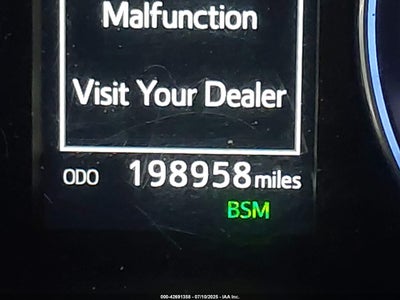 Malfunction
Visit Your Dealer
ODO 198958 miles
BSM
000-42691358 - 07/10/2025 - IAA Inc.